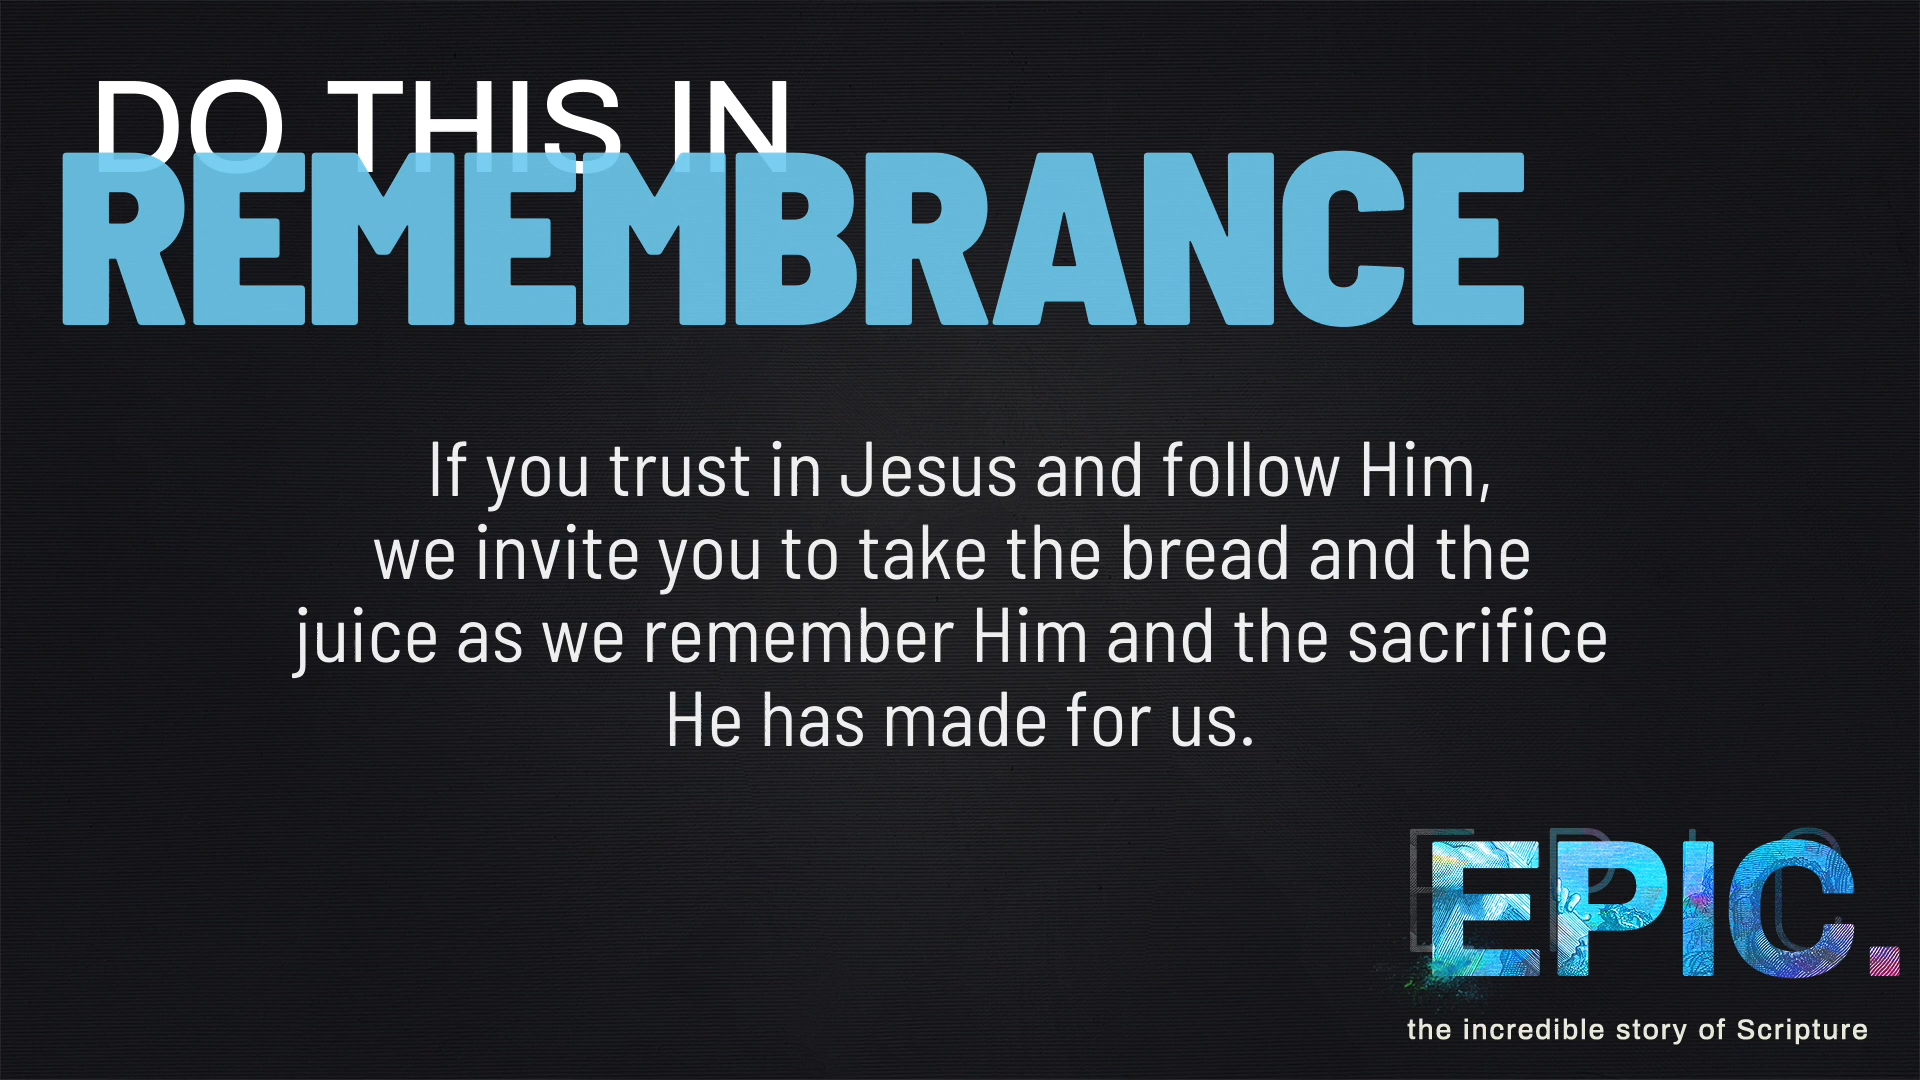 DO THIS IN
REMEMBRANCE
If you trust in Jesus and follow Him,
we invite you to take the bread and the
juice as we remember Him and the sacrifice
He has made for us.
EPIC.
the incredible story of Scripture